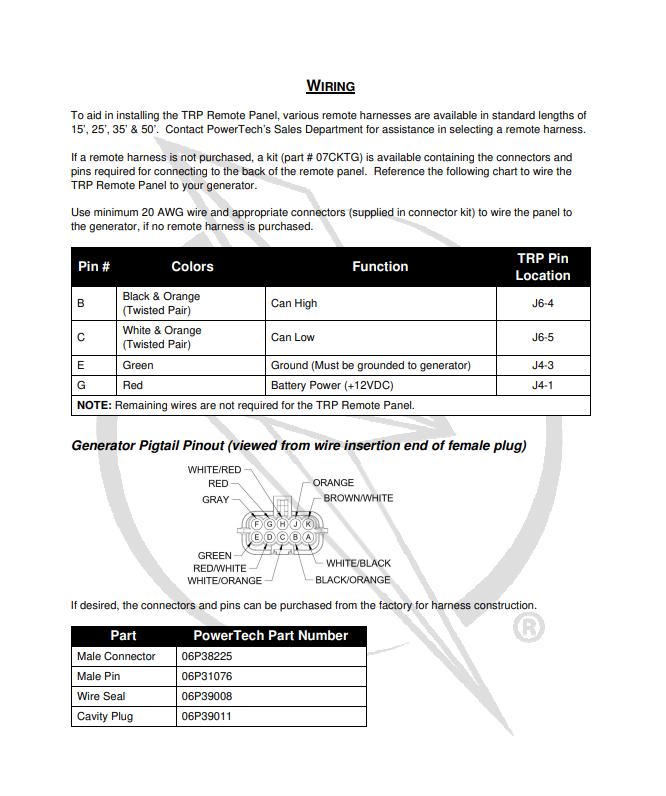 WIRING
To aid in installing the TRP Remote Panel, various remote harnesses are available in standard lengths of
15', 25', 35' & 50'.  Contact PowerTech's Sales Department for assistance in selecting a remote harness.
If a remote harness is not purchased, a kit (part # 07CKTG) is available containing the connectors and
pins required for connecting to the back of the remote panel.  Reference the following chart to wire the
TRP Remote Panel to your generator.
Use minimum 20 AWG wire and appropriate connectors (supplied in connector kit) to wire the panel to
the generator, if no remote harness is purchased.
Pin # Colors Function TRP Pin Location
B Black & Orange (Twisted Pair) Can High J6-4
C White & Orange (Twisted Pair) Can Low J6-5
E Green Ground (Must be grounded to generator) J4-3
G Red Battery Power (+12VDC) J4-1
NOTE: Remaining wires are not required for the TRP Remote Panel.
Generator Pigtail Pinout (viewed from wire insertion end of female plug)
WHITE/RED
RED ORANGE
GRAY BROWN/WHITE
F G H J K
E D C B A
GREEN WHITE/BLACK
RED/WHITE
WHITE/ORANGE BLACK/ORANGE
If desired, the connectors and pins can be purchased from the factory for harness construction.
Part PowerTech Part Number
Male Connector 06P38225
Male Pin 06P31076
Wire Seal 06P39008
Cavity Plug 06P39011
®